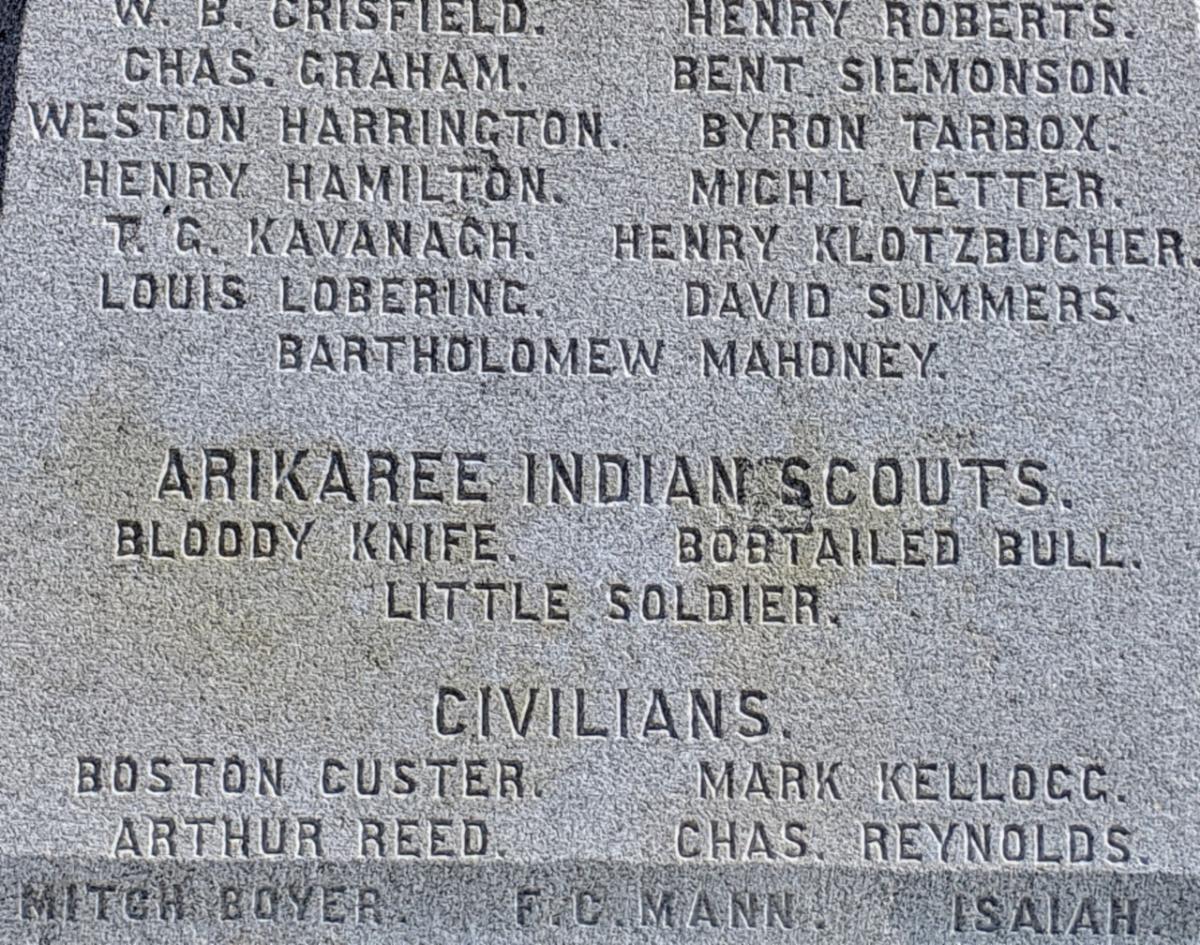 W. B. CRISFIELD. HENRY ROBERTS.
CHAS. GRAHAM. BENT SIEMONSON.
WESTON HARRINGTON. BYRON TARBOX.
HENRY HAMILTON. MICH'L VETTER.
T. G. KAVANAGH. HENRY KLOTZBUCHER.
LOUIS LOBERING. DAVID SUMMERS.
BARTHOLOMEW MAHONEY.
ARIKAREE INDIAN SCOUTS.
BLOODY KNIFE. BOBTAILED BULL.
LITTLE SOLDIER.
CIVILIANS.
BOSTON CUSTER. MARK KELLOGG.
ARTHUR REED. CHAS. REYNOLDS.
MITCH BOYER. F.C. MANN. ISAIAH.